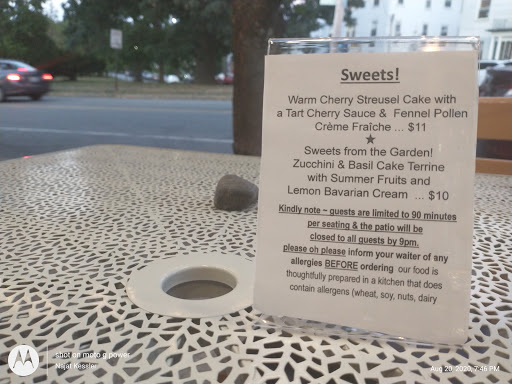 Sweets!
Warm Cherry Streusel Cake with
a Tart Cherry Sauce & Fennel Pollen
Crème Fraîche ... $11
Sweets from the Garden!
Zucchini & Basil Cake Terrine
with Summer Fruits and
Lemon Bavarian Cream ... $10
Kindly note ~ guests are limited to 90 minutes
per seating & the patio will be
closed to all guests by 9pm.
please oh please inform your waiter of any
allergies BEFORE ordering our food is
thoughtfully prepared in a kitchen that does
contain allergens (wheat, soy, nuts, dairy
shot on moto g power
Najat Kessler
Aug 20, 2020, 7:46 PM